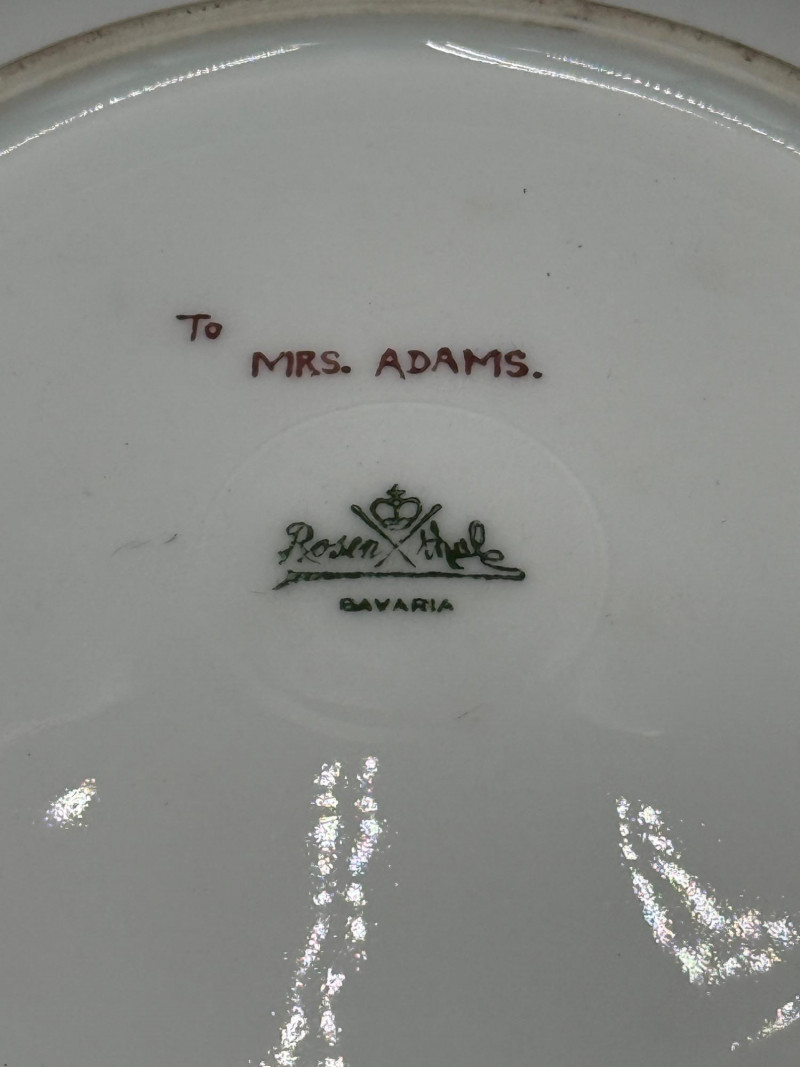 To
MRS. ADAMS.
Rosenthal
BAVARIA